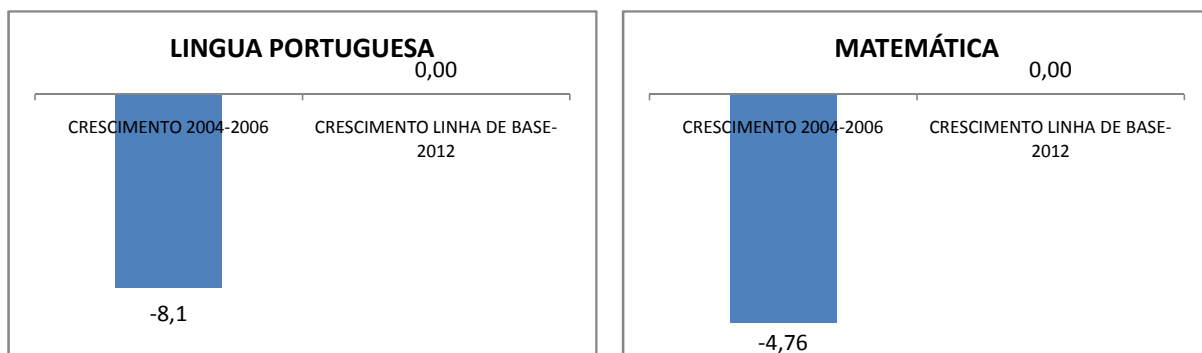 LINGUA PORTUGUESA
0,00
CRESCIMENTO 2004-2006
CRESCIMENTO LINHA DE BASE-
2012
-8,1
MATEMÁTICA
0,00
CRESCIMENTO 2004-2006
CRESCIMENTO LINHA DE BASE-
2012
-4,76